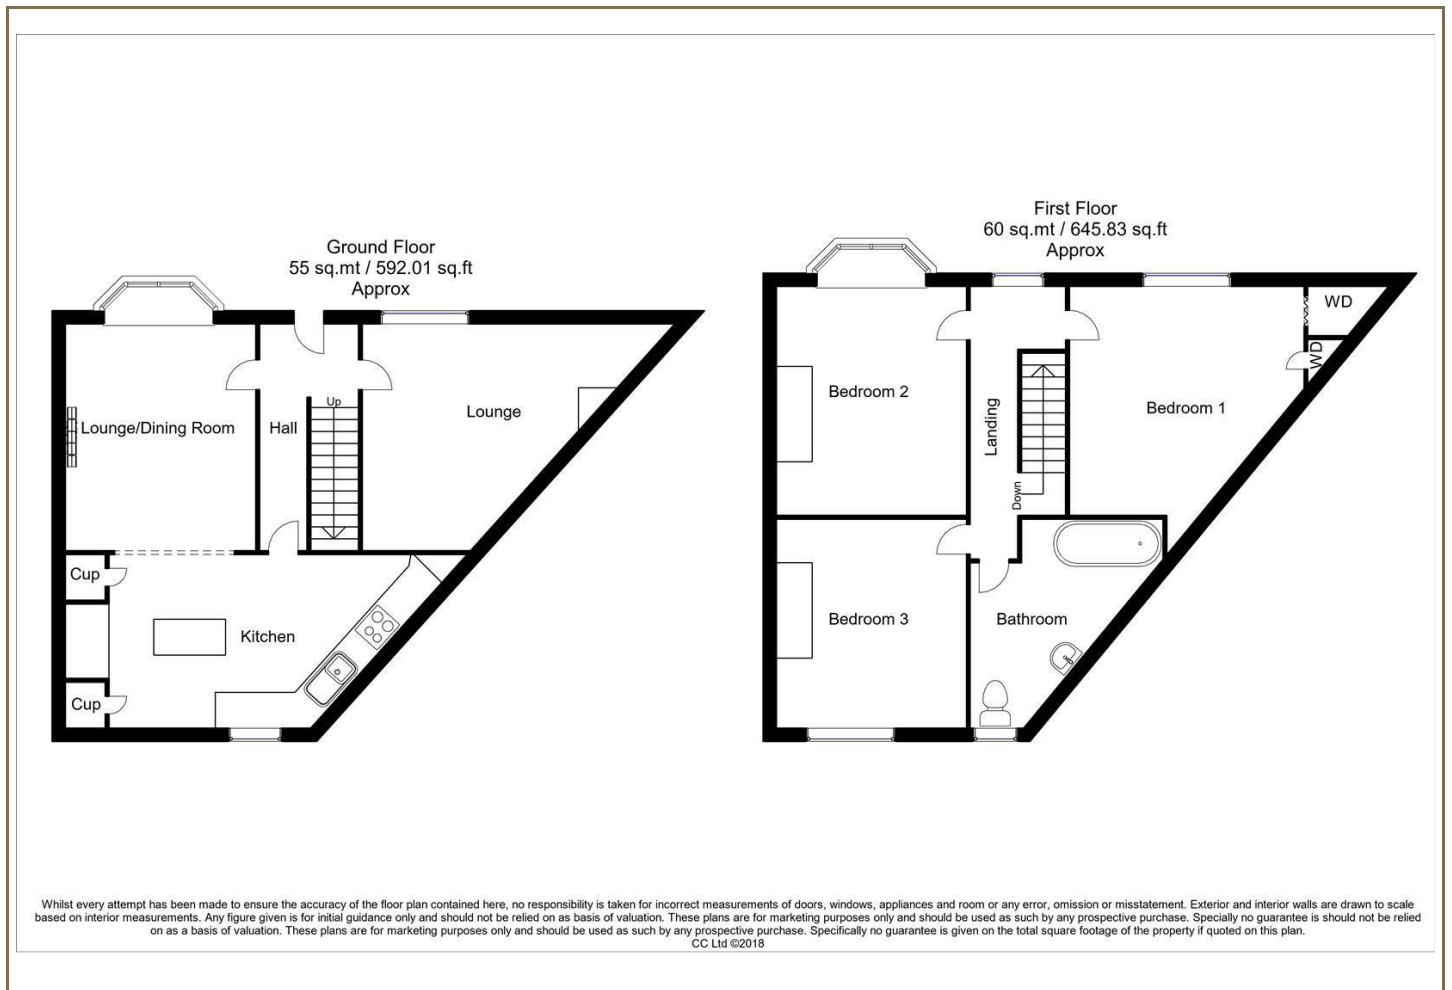 Ground Floor
55 sq.mt / 592.01 sq.ft
Approx
Lounge/Dining Room
Hall
Up
Lounge
Cup
Kitchen
Cup
First Floor
60 sq.mt / 645.83 sq.ft
Approx
Bedroom 2
Landing
Down
Bedroom 1
WD
WD
Bedroom 3
Bathroom
Whilst every attempt has been made to ensure the accuracy of the floor plan contained here, no responsibility is taken for incorrect measurements of doors, windows, appliances and room or any error, omission or misstatement. Exterior and interior walls are drawn to scale
based on interior measurements. Any figure given is for initial guidance only and should not be relied on as basis of valuation. These plans are for marketing purposes only and should be used as such by any prospective purchase. Specially no guarantee is should not be relied
on as a basis of valuation. These plans are for marketing purposes only and should be used as such by any prospective purchase. Specifically no guarantee is given on the total square footage of the property if quoted on this plan.
CC Ltd ©2018